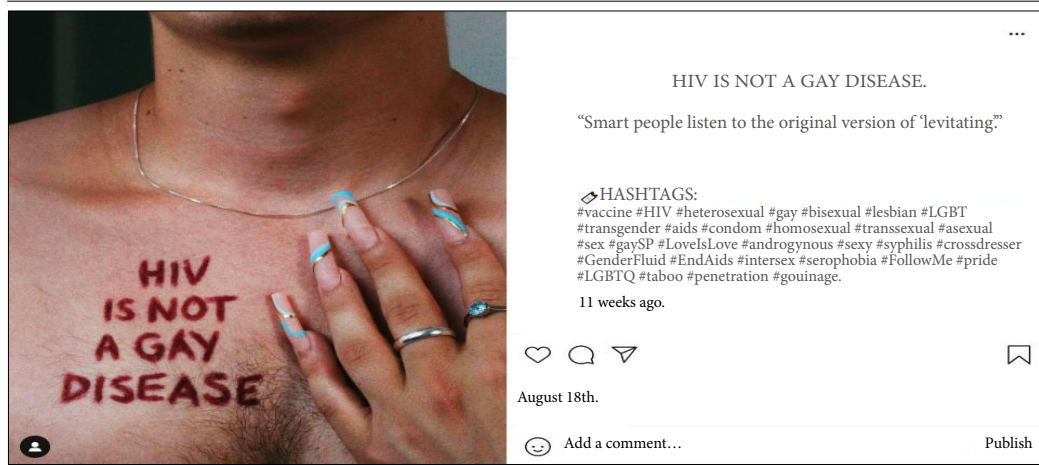 HIV
IS NOT
A GAY
DISEASE
HIV IS NOT A GAY DISEASE.
“Smart people listen to the original version of ‘levitating’.”
HASHTAGS:
#vaccine #HIV #heterosexual #gay #bisexual #lesbian #LGBT
#transgender #aids #condom #homosexual #transsexual #asexual
#sex #gaySP #LoveIsLove #androgynous #sexy #syphilis #crossdresser
#GenderFluid #EndAids #intersex #serophobia #FollowMe #pride
#LGBTQ #taboo #penetration #gouinage.
11 weeks ago.
August 18th.
Add a comment…
Publish